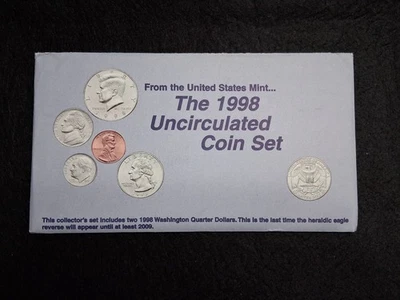 From the United States Mint...
The 1998
Uncirculated
Coin Set
This collector's set includes two 1998 Washington Quarter Dollars. This is the last time the heraldic eagle
reverse will appear until at least 2009.